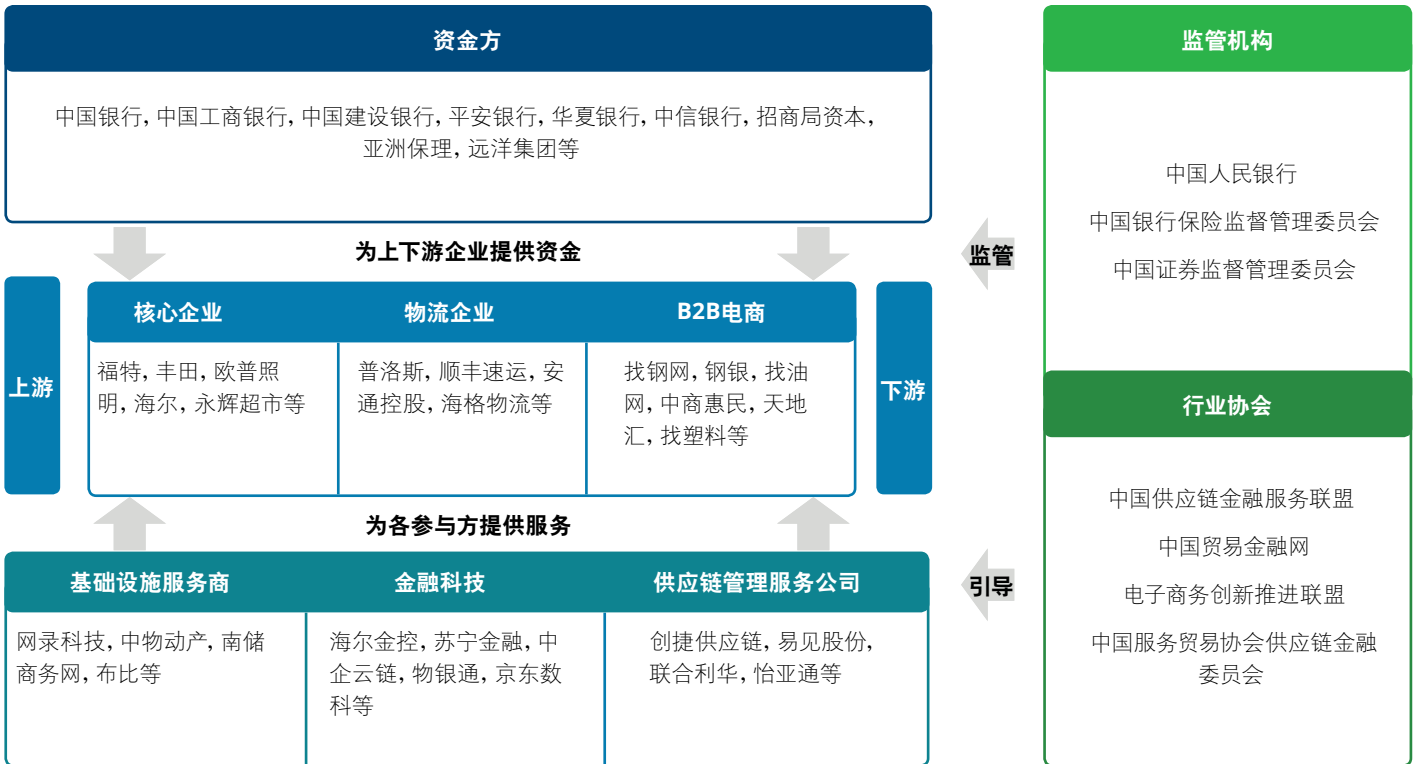 资金方
中国银行, 中国工商银行, 中国建设银行, 平安银行, 华夏银行, 中信银行, 招商局资本,
亚洲保理, 远洋集团等
为上下游企业提供资金
上游
核心企业
福特, 丰田, 欧普照
明, 海尔, 永辉超市等
物流企业
普洛斯, 顺丰速运, 安
通控股, 海格物流等
B2B电商
找钢网, 钢银, 找油
网, 中商惠民, 天地
汇, 找塑料等
下游
为各参与方提供服务
基础设施服务商
网录科技, 中物动产, 南储
商务网, 布比等
金融科技
海尔金控, 苏宁金融, 中
企云链, 物银通, 京东数
科等
供应链管理服务公司
创捷供应链, 易见股份,
联合利华, 怡亚通等
监管
引导
监管机构
中国人民银行
中国银行保险监督管理委员会
中国证券监督管理委员会
行业协会
中国供应链金融服务联盟
中国贸易金融网
电子商务创新推进联盟
中国服务贸易协会供应链金融
委员会